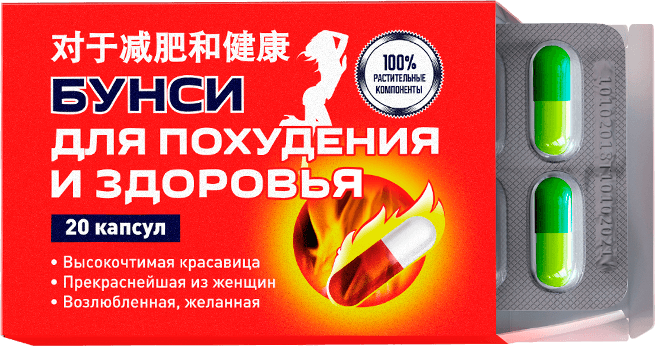 对于减肥和健康
БУНСИ
ДЛЯ ПОХУДЕНИЯ
И ЗДОРОВЬЯ
100%
РАСТИТЕЛЬНЫЕ
КОМПОНЕНТЫ
20 капсул
• Высокочтимая красавица
• Прекраснейшая из женщин
• Возлюбленная, желанная